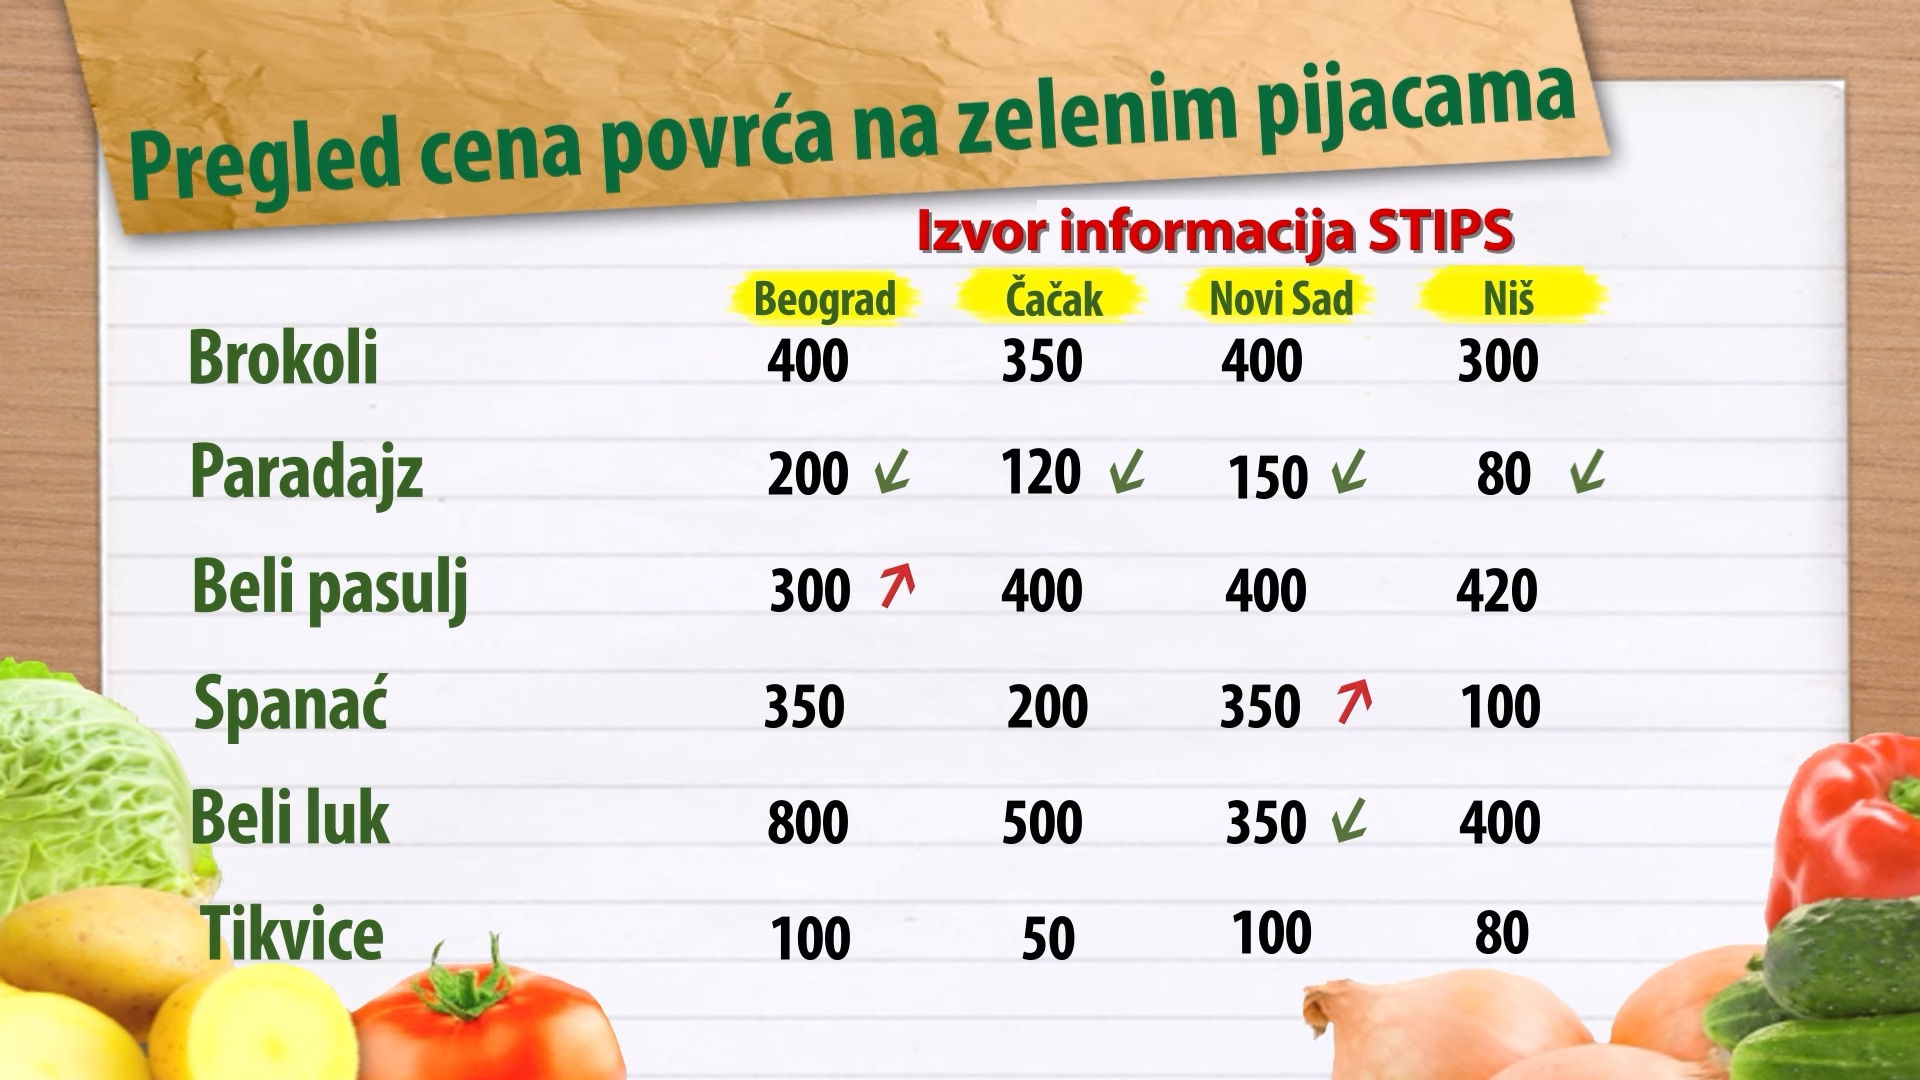 Pregled cena povrća na zelenim pijacama
Izvor informacija STIPS
Beograd Čačak Novi Sad Niš
Brokoli 400 350 400 300
Paradajz 200 ↙ 120 ↙ 150 ↙ 80 ↙
Beli pasulj 300 ↗ 400 400 420
Spanać 350 200 350 ↗ 100
Beli luk 800 500 350 ↙ 400
Tikvice 100 50 100 80